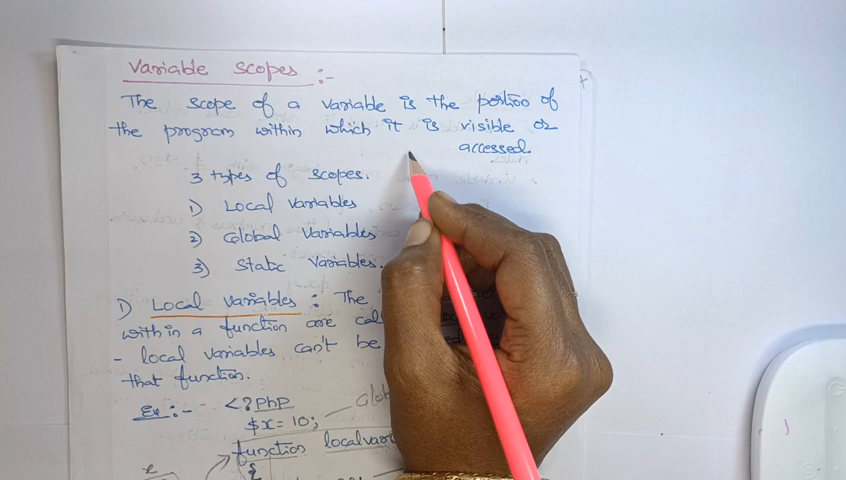 Variable Scopes :-
The scope of a variable is the portion of
the program within which it is visible or
accessed
3 types of scopes.
1) Local variables
2) Global Variables
3) Static Variables.
1) Local variables : The
within a function are
- local variables can't be
that function.
Ex :- <?php
$x = 10;
function localvar
{